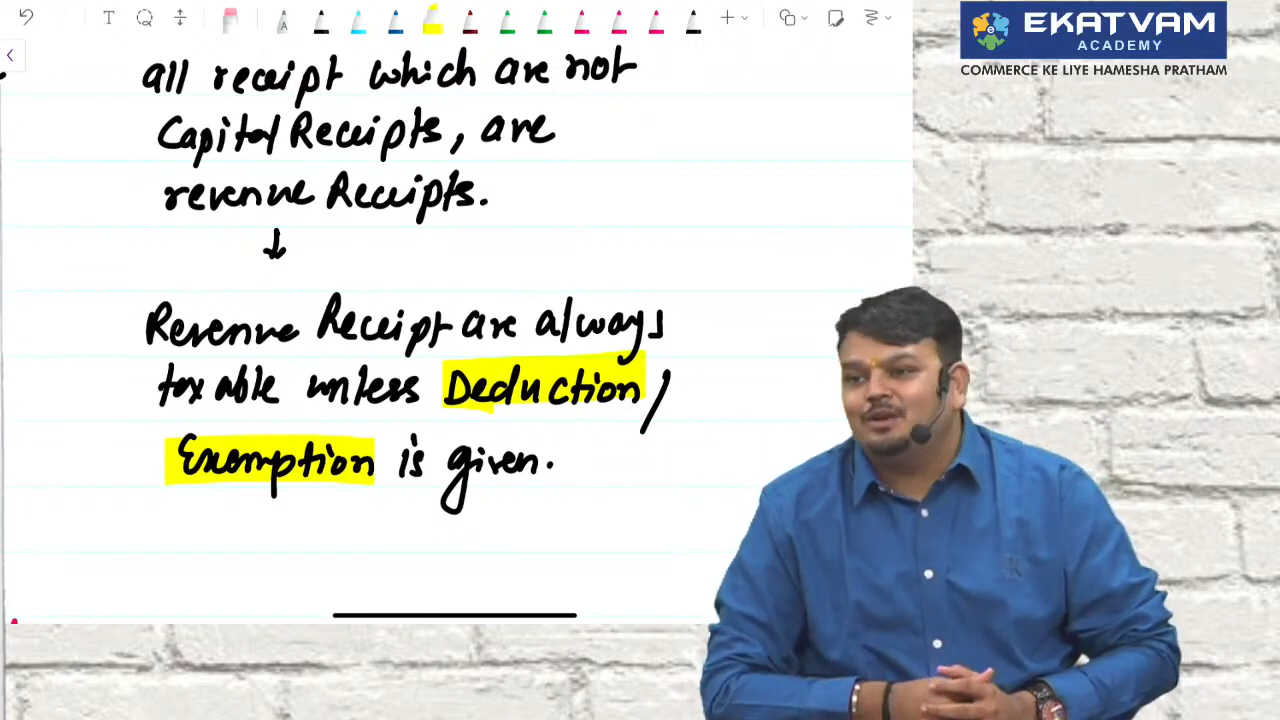 EKATVAM
ACADEMY
COMMERCE KE LIYE HAMESHA PRATHAM
all receipt which are not
Capital Receipts, are
revenue Receipts.
↓
Revenue Receipt are always
taxable unless Deduction /
Exemption is given.